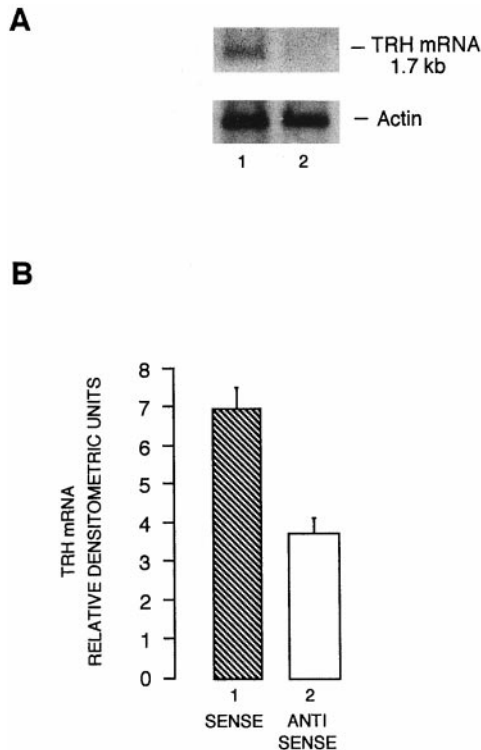 A
– TRH mRNA
1.7 kb
– Actin
1 2
B
TRH mRNA
RELATIVE DENSITOMETRIC UNITS
8
7
6
5
4
3
2
1
0
1 2
SENSE ANTI
SENSE